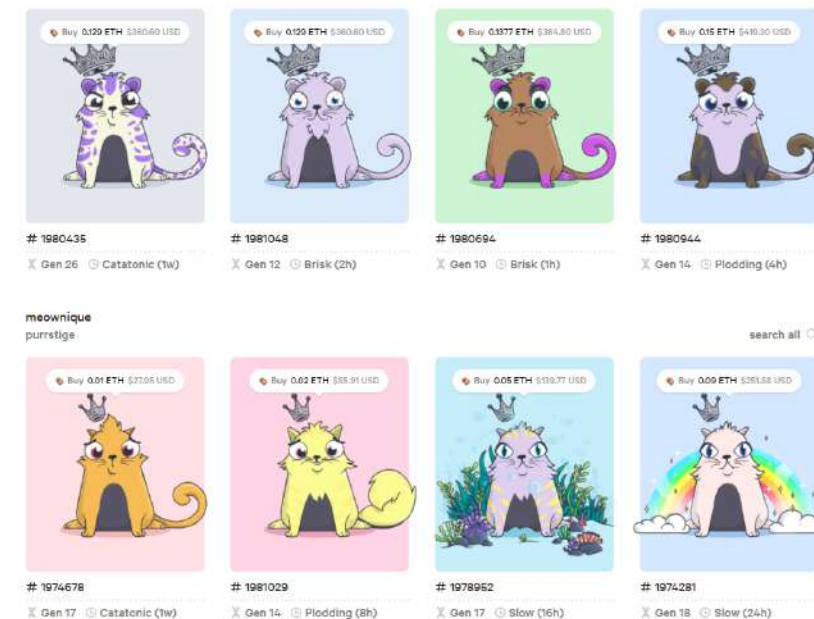 Buy 0.129 ETH $360.60 USD
Buy 0.129 ETH $360.60 USD
Buy 0.1377 ETH $384.80 USD
Buy 0.15 ETH $419.30 USD
# 1980435
# 1981048
# 1980694
# 1980944
Gen 26 Catatonic (1w)
Gen 12 Brisk (2h)
Gen 10 Brisk (1h)
Gen 14 Plodding (4h)
meownique
purrstige
search all
Buy 0.01 ETH $27.95 USD
Buy 0.02 ETH $55.91 USD
Buy 0.05 ETH $139.77 USD
Buy 0.09 ETH $251.58 USD
# 1974678
# 1981029
# 1978952
# 1974281
Gen 17 Catatonic (1w)
Gen 14 Plodding (8h)
Gen 17 Slow (16h)
Gen 18 Slow (24h)